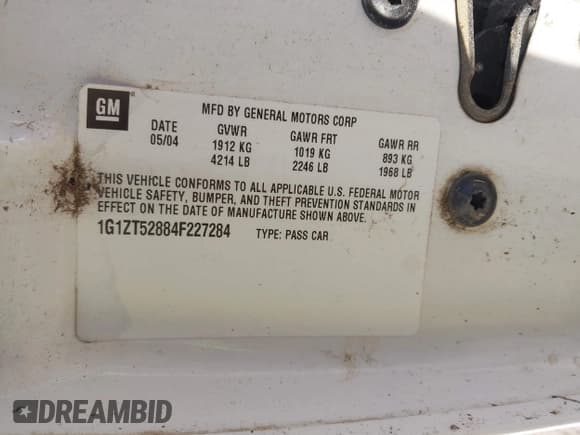 GM
MFD BY GENERAL MOTORS CORP
DATE GVWR GAWR FRT GAWR RR
05/04 1912 KG 1019 KG 893 KG
4214 LB 2246 LB 1968 LB
THIS VEHICLE CONFORMS TO ALL APPLICABLE U.S. FEDERAL MOTOR
VEHICLE SAFETY, BUMPER, AND THEFT PREVENTION STANDARDS IN
EFFECT ON THE DATE OF MANUFACTURE SHOWN ABOVE.
1G1ZT52884F227284 TYPE: PASS CAR
DREAMBID